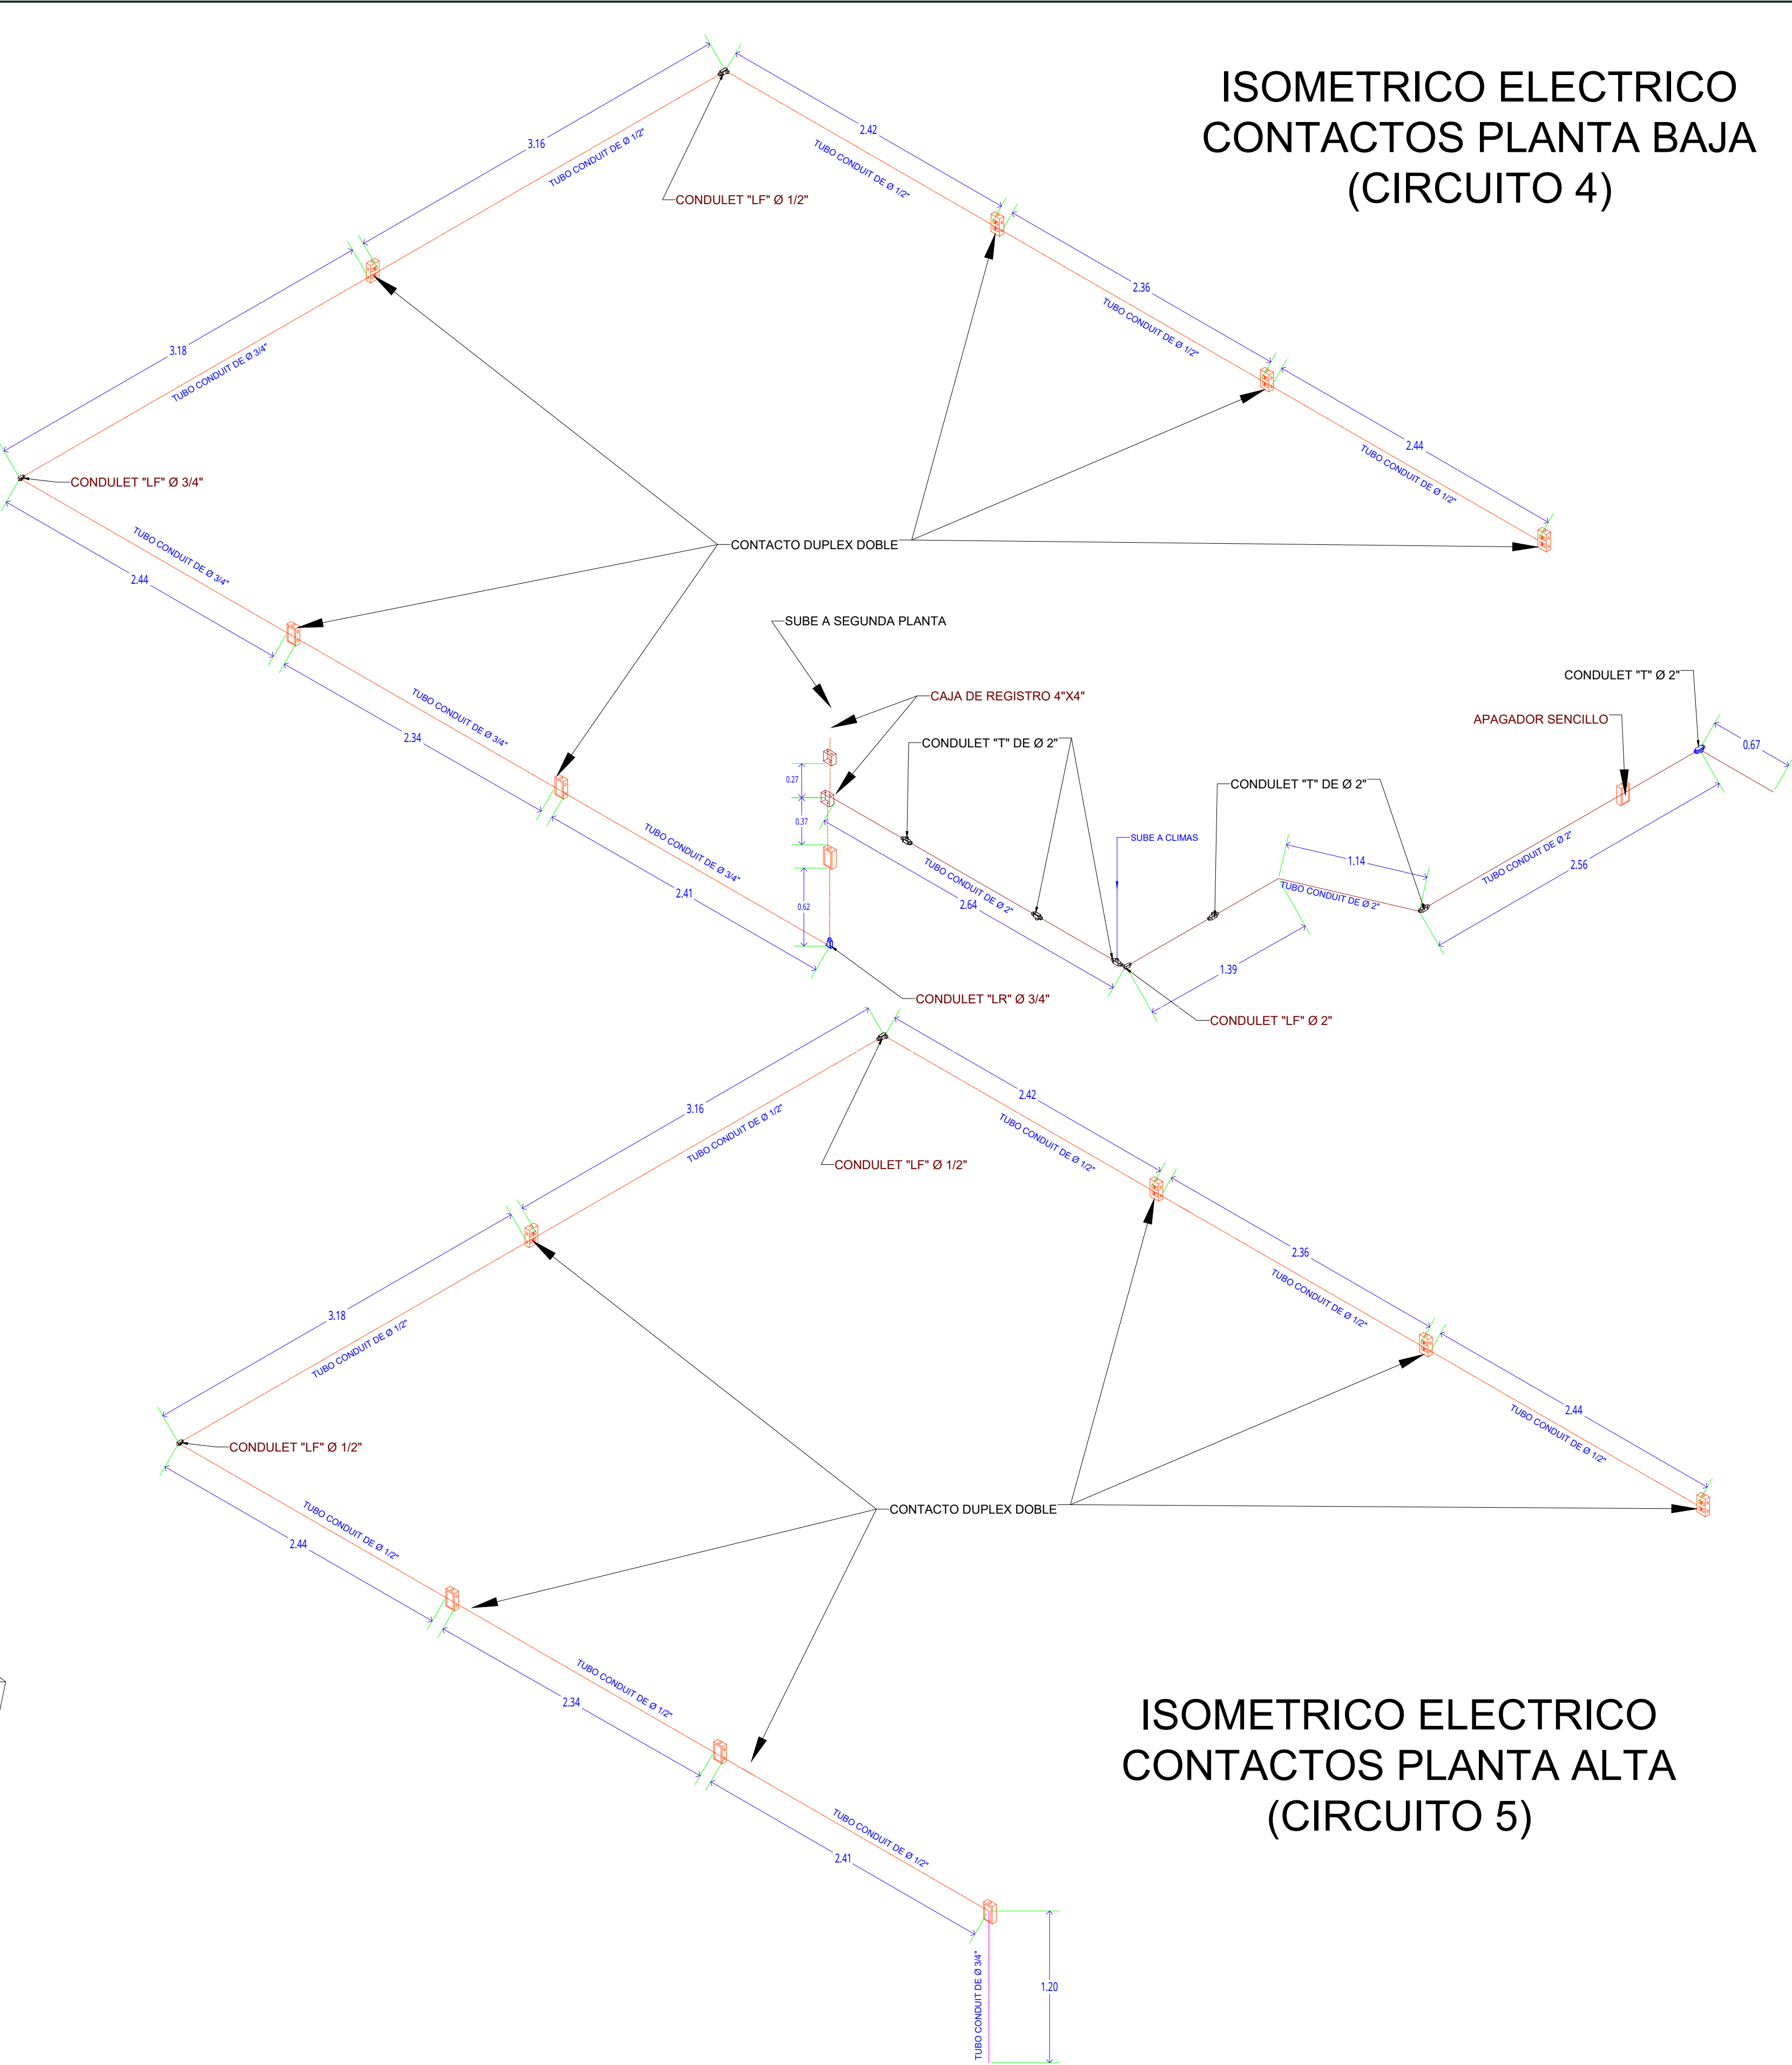 ISOMETRICO ELECTRICO
CONTACTOS PLANTA BAJA
(CIRCUITO 4)
3.16
TUBO CONDUIT DE Ø 1/2"
2.42
TUBO CONDUIT DE Ø 1/2"
CONDULET "LF" Ø 1/2"
2.36
TUBO CONDUIT DE Ø 1/2"
3.18
TUBO CONDUIT DE Ø 3/4"
2.44
TUBO CONDUIT DE Ø 1/2"
CONDULET "LF" Ø 3/4"
CONTACTO DUPLEX DOBLE
TUBO CONDUIT DE Ø 3/4"
2.44
SUBE A SEGUNDA PLANTA
CONDULET "T" Ø 2"
CAJA DE REGISTRO 4"X4"
APAGADOR SENCILLO
TUBO CONDUIT DE Ø 3/4"
2.34
CONDULET "T" DE Ø 2"
0.67
0.27
CONDULET "T" DE Ø 2"
0.37
SUBE A CLIMAS
TUBO CONDUIT DE Ø 3/4"
2.41
0.62
TUBO CONDUIT DE Ø 2"
2.64
1.14
TUBO CONDUIT DE Ø 2"
TUBO CONDUIT DE Ø 2"
2.56
1.39
CONDULET "LR" Ø 3/4"
CONDULET "LF" Ø 2"
3.16
TUBO CONDUIT DE Ø 1/2"
2.42
TUBO CONDUIT DE Ø 1/2"
CONDULET "LF" Ø 1/2"
2.36
TUBO CONDUIT DE Ø 1/2"
3.18
TUBO CONDUIT DE Ø 1/2"
2.44
TUBO CONDUIT DE Ø 1/2"
CONDULET "LF" Ø 1/2"
CONTACTO DUPLEX DOBLE
TUBO CONDUIT DE Ø 1/2"
2.44
TUBO CONDUIT DE Ø 1/2"
2.34
ISOMETRICO ELECTRICO
CONTACTOS PLANTA ALTA
(CIRCUITO 5)
TUBO CONDUIT DE Ø 1/2"
2.41
TUBO CONDUIT DE Ø 3/4"
1.20